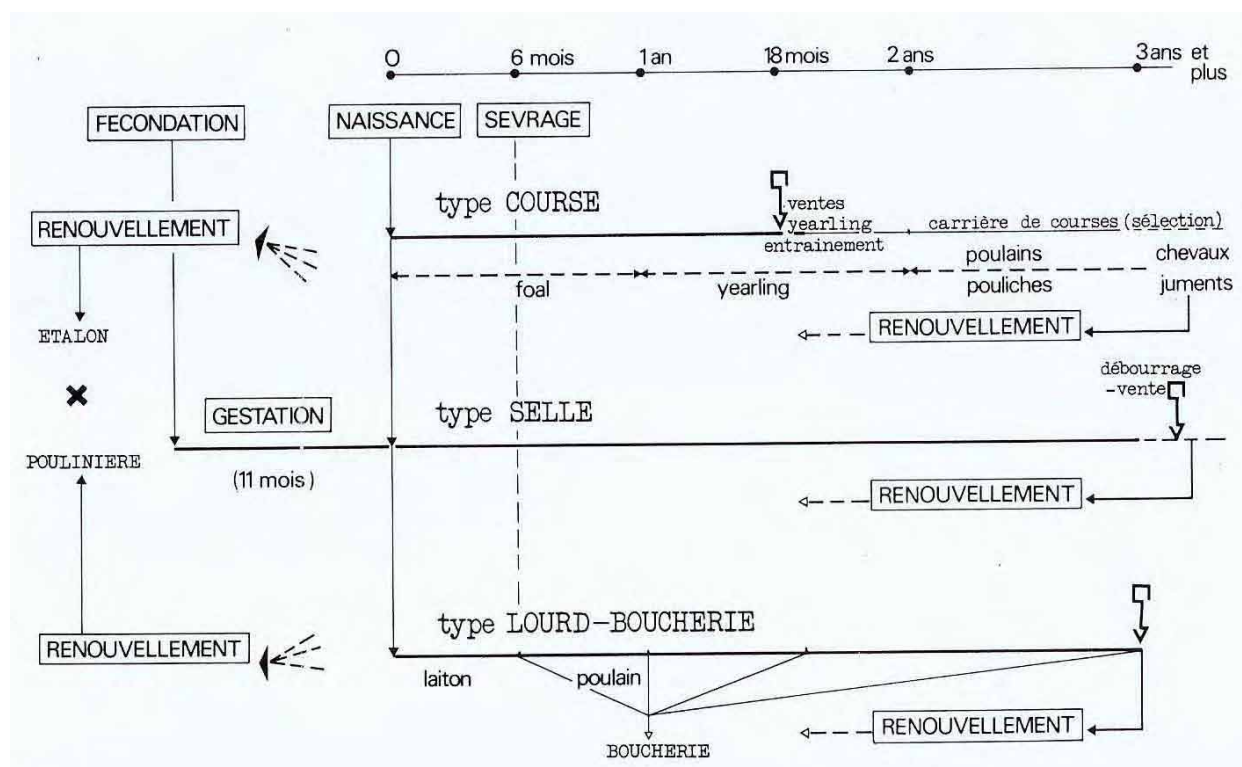 0 6 mois 1 an 18 mois 2 ans 3 ans et
plus
FECONDATION NAISSANCE SÉVRAGE
type COURSE
ventes
yearling
entrainement
carrière de courses (sélection)
RENOUVELLEMENT
foal yearling
poulains
pouliches
chevaux
juments
RENOUVELLEMENT
ETALON
débourrage
-vente
GESTATION
type SELLE
POULINIERE
(11 mois)
RENOUVELLEMENT
type LOURD-BOUCHERIE
RENOUVELLEMENT
laiton poulain
RENOUVELLEMENT
BOUCHERIE